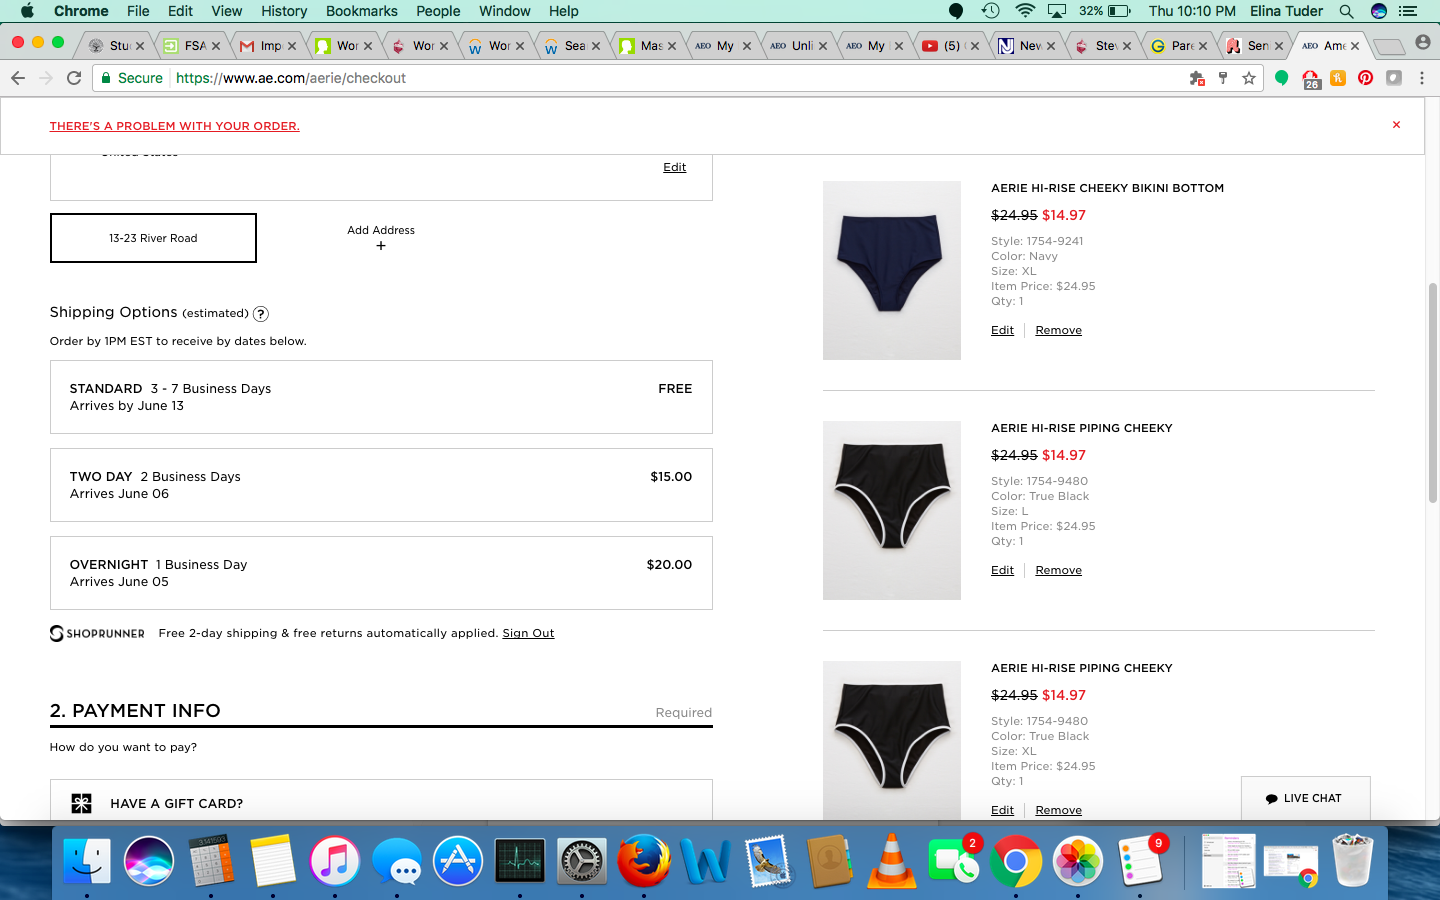 Chrome File Edit View History Bookmarks People Window Help 32% Thu 10:10 PM Elina Tuder
Stu FSA Imp Wor Wor Wor Sea Mas AEO My AEO Unli AEO My (5) Nev Stev Pare Sen AEO Ame
Secure https://www.ae.com/aerie/checkout 26
THERE'S A PROBLEM WITH YOUR ORDER. ×
United States
Edit
13-23 River Road
Add Address
+
Shipping Options (estimated) ?
Order by 1PM EST to receive by dates below.
STANDARD 3 - 7 Business Days FREE
Arrives by June 13
TWO DAY 2 Business Days $15.00
Arrives June 06
OVERNIGHT 1 Business Day $20.00
Arrives June 05
SHOPRUNNER Free 2-day shipping & free returns automatically applied. Sign Out
2. PAYMENT INFO Required
How do you want to pay?
HAVE A GIFT CARD?
AERIE HI-RISE CHEEKY BIKINI BOTTOM
$24.95 $14.97
Style: 1754-9241
Color: Navy
Size: XL
Item Price: $24.95
Qty: 1
Edit Remove
AERIE HI-RISE PIPING CHEEKY
$24.95 $14.97
Style: 1754-9480
Color: True Black
Size: L
Item Price: $24.95
Qty: 1
Edit Remove
AERIE HI-RISE PIPING CHEEKY
$24.95 $14.97
Style: 1754-9480
Color: True Black
Size: XL
Item Price: $24.95
Qty: 1
Edit Remove
LIVE CHAT
2 9